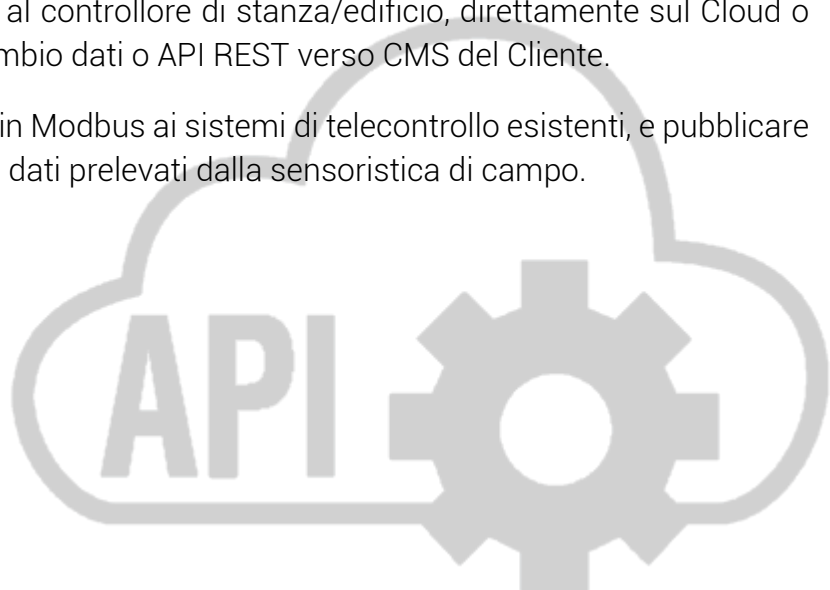 al controllore di stanza/edificio, direttamente sul Cloud o
mbio dati o API REST verso CMS del Cliente.
in Modbus ai sistemi di telecontrollo esistenti, e pubblicare
dati prelevati dalla sensoristica di campo.
API